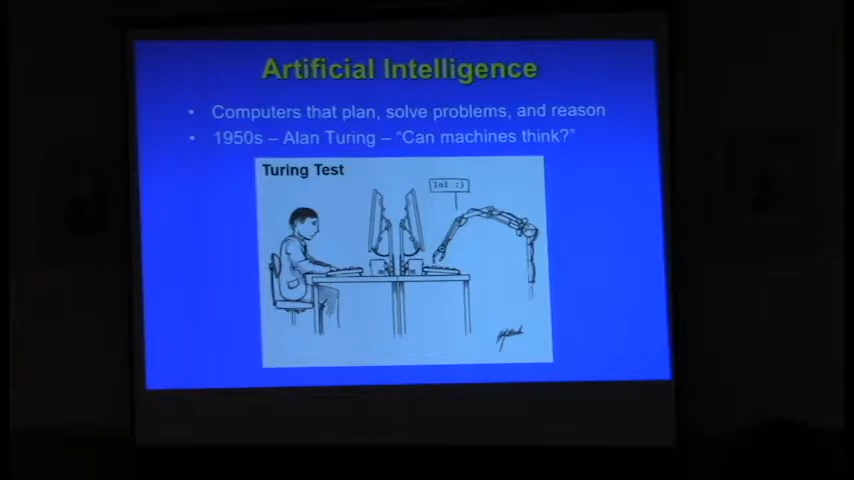 Artificial Intelligence
• Computers that plan, solve problems, and reason
• 1950s – Alan Turing – “Can machines think?”
Turing Test
lol :)